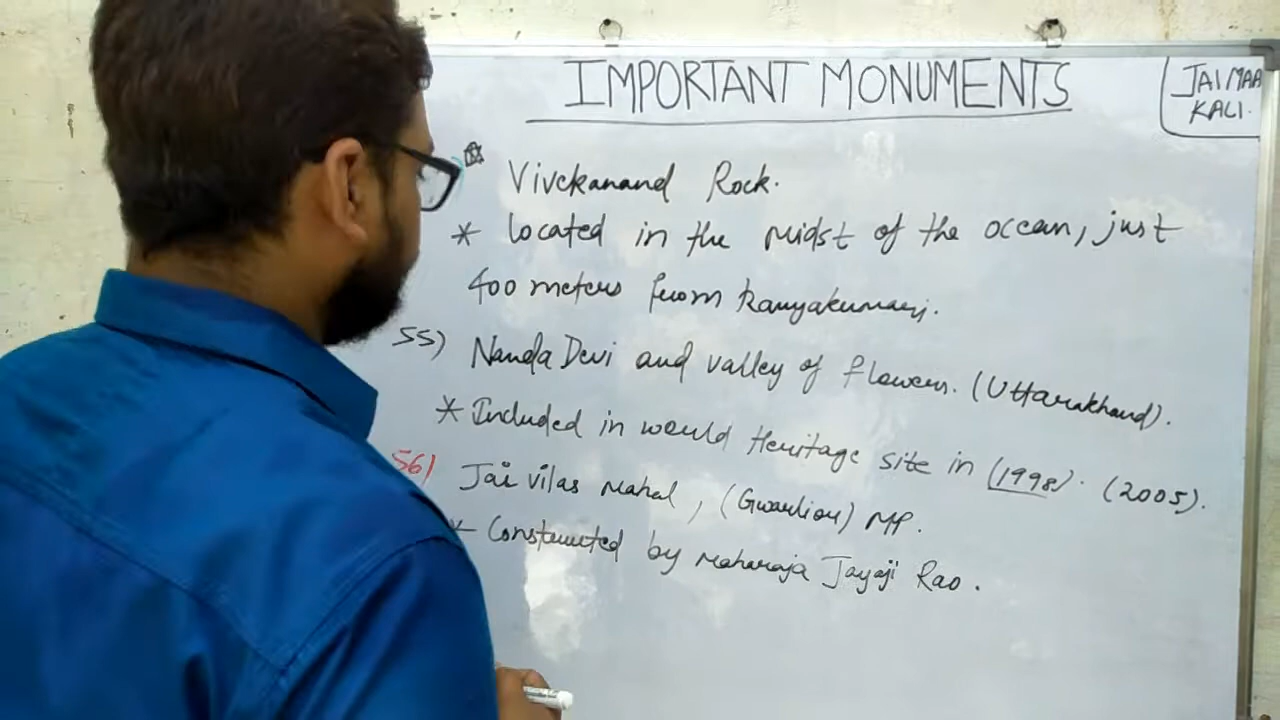 IMPORTANT MONUMENTS
JAI MAA
KALI.
Vivekanand Rock.
* located in the midst of the ocean, just
400 meters from kanyakumari.
55) Nanda Devi and valley of flowers. (Uttarakhand).
* Included in world Heritage site in (1998). (2005).
56) Jai vilas Mahal, (Gwarlior) MP.
* Constructed by Maharaja Jayaji Rao.